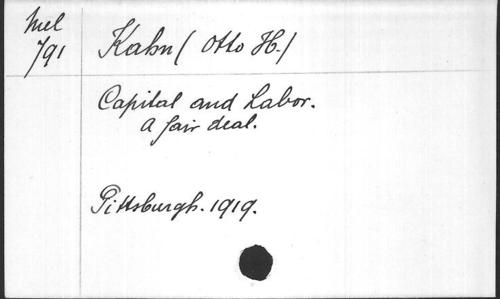 Mel
791
Kahn (Otto H.)
Capital and Labor.
A fair deal.
Pittsburgh. 1919.